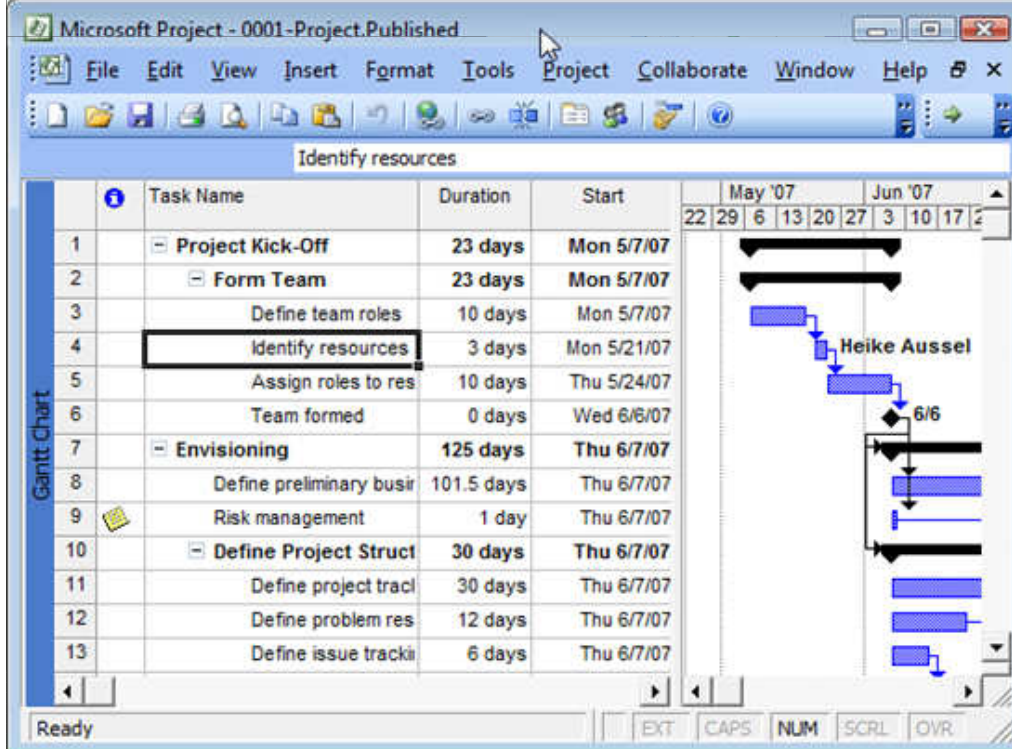 Microsoft Project - 0001-Project.Published
File Edit View Insert Format Tools Project Collaborate Window Help
Identify resources
Task Name Duration Start May '07 Jun '07
22 29 6 13 20 27 3 10 17 2
1 Project Kick-Off 23 days Mon 5/7/07
2 Form Team 23 days Mon 5/7/07
3 Define team roles 10 days Mon 5/7/07
4 Identify resources 3 days Mon 5/21/07 Heike Aussel
5 Assign roles to res 10 days Thu 5/24/07
6 Team formed 0 days Wed 6/6/07 6/6
7 Envisioning 125 days Thu 6/7/07
8 Define preliminary busir 101.5 days Thu 6/7/07
9 Risk management 1 day Thu 6/7/07
10 Define Project Struct 30 days Thu 6/7/07
11 Define project tracl 30 days Thu 6/7/07
12 Define problem res 12 days Thu 6/7/07
13 Define issue trackir 6 days Thu 6/7/07
Gantt Chart
Ready EXT CAPS NUM SCRL OVR